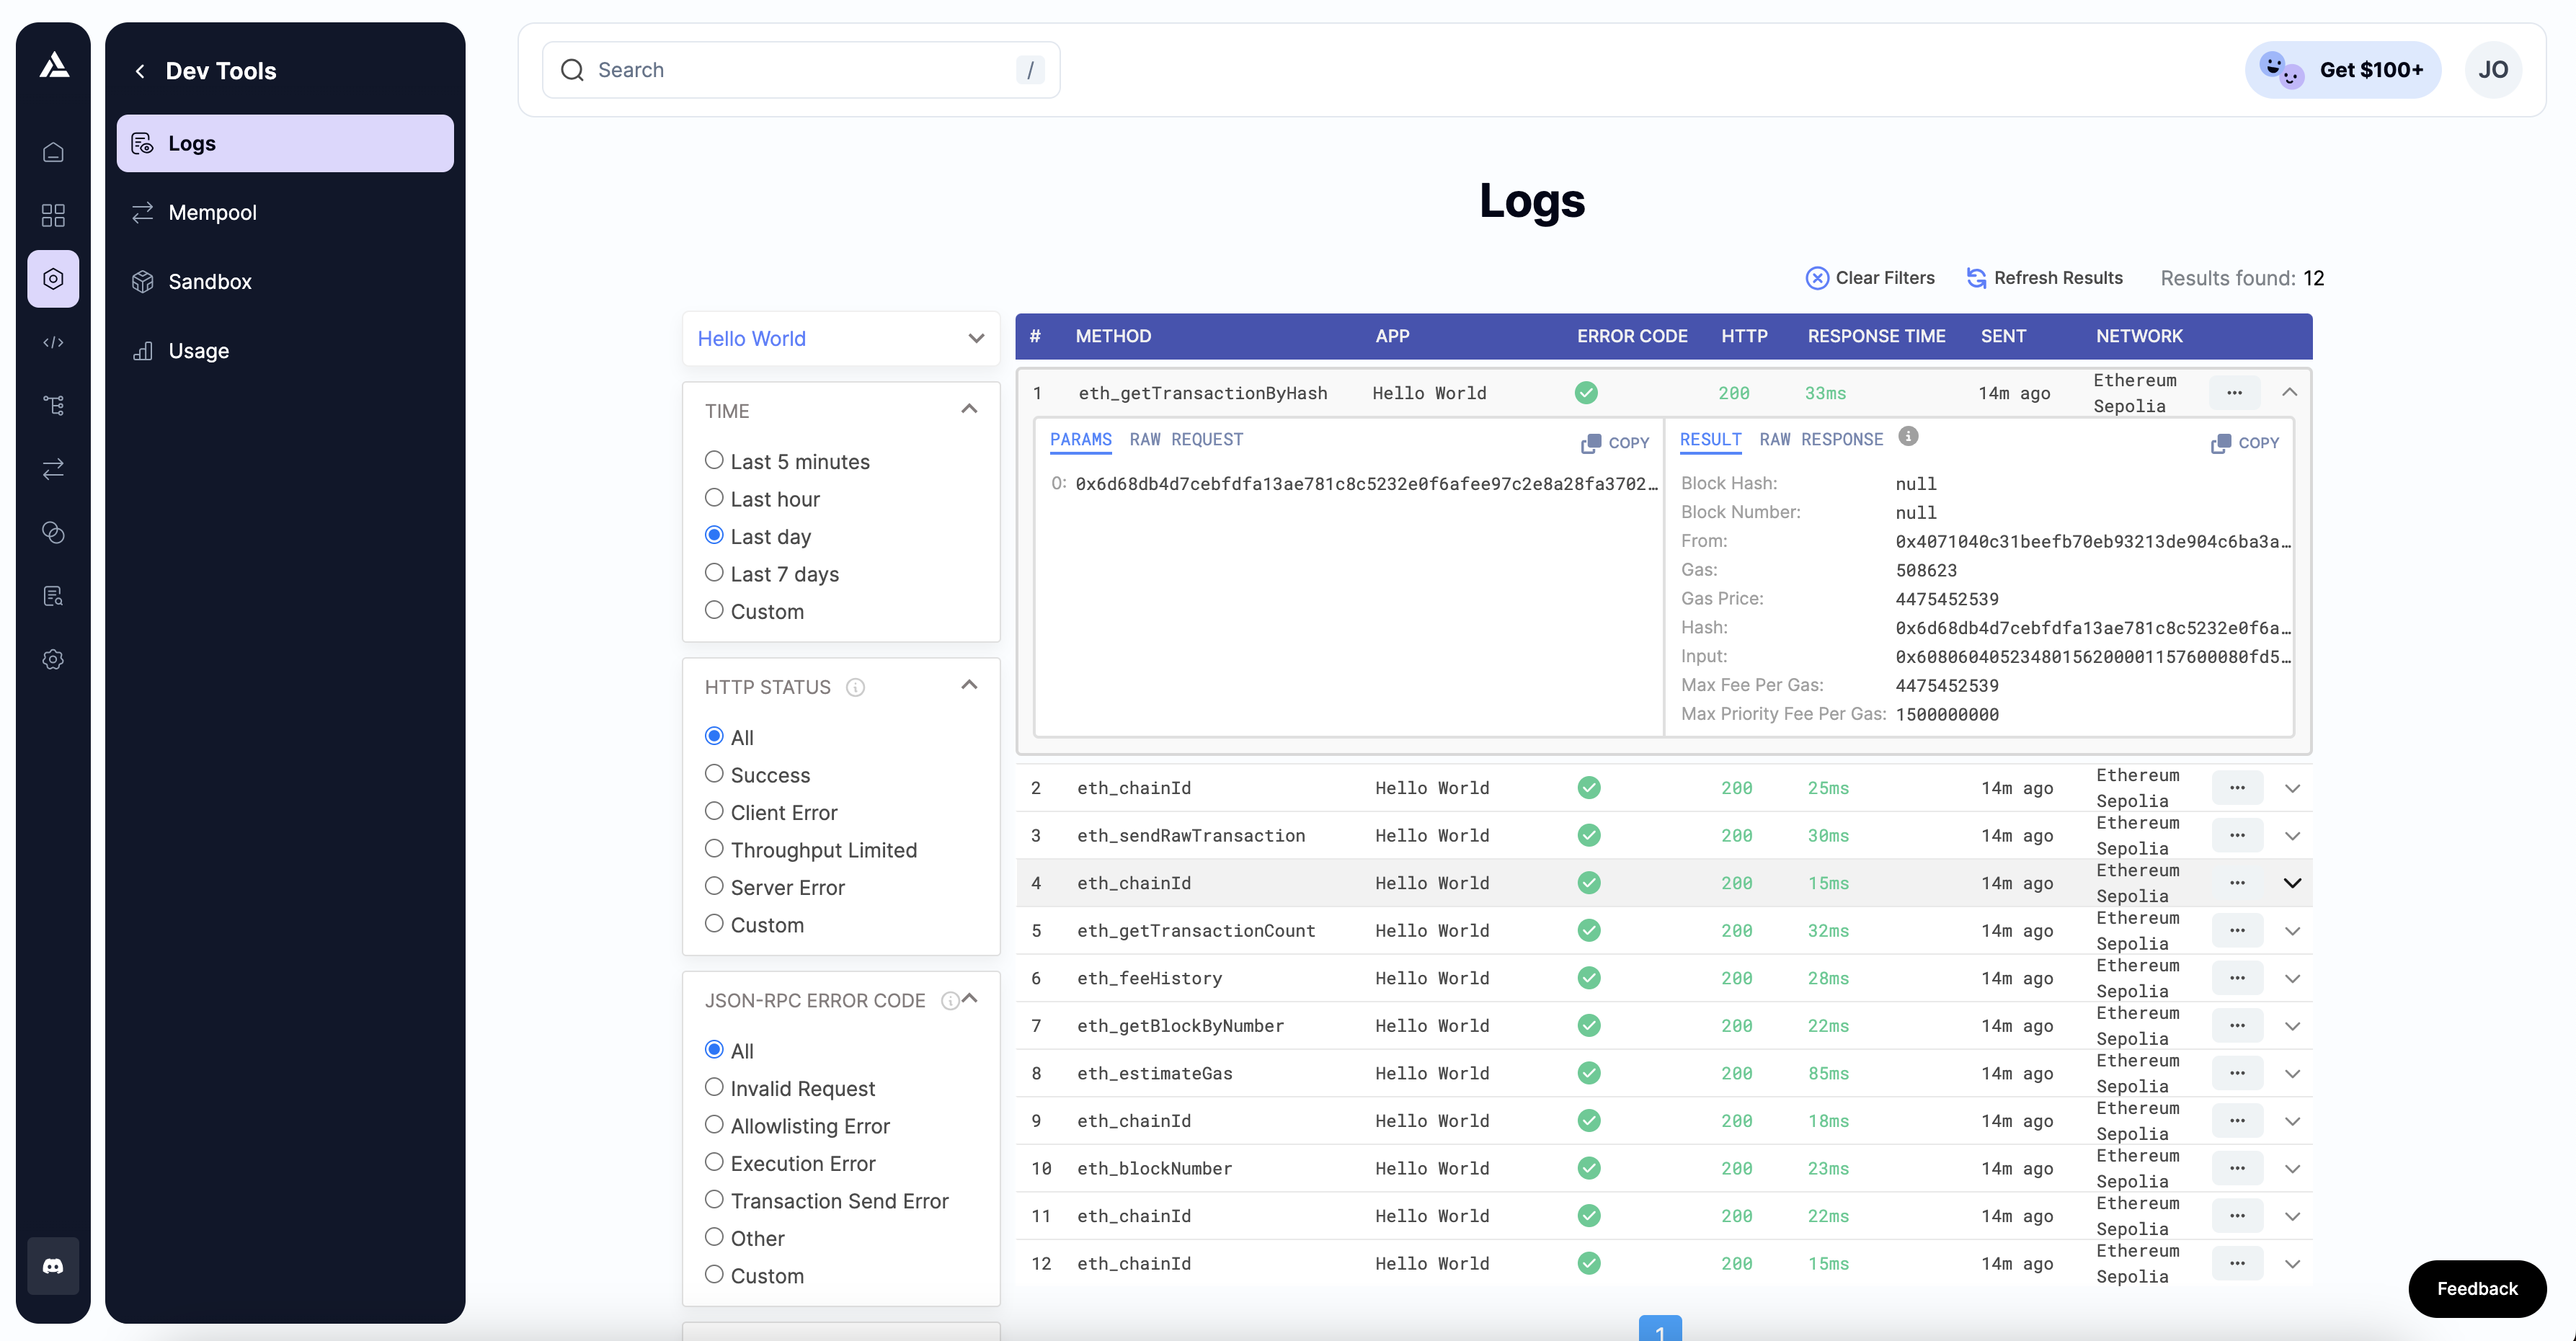 Dev Tools
Logs
Mempool
Sandbox
Usage
Search /
Get $100+
JO
Logs
Clear Filters Refresh Results Results found: 12
Hello World
TIME
Last 5 minutes
Last hour
Last day
Last 7 days
Custom
HTTP STATUS
All
Success
Client Error
Throughput Limited
Server Error
Custom
JSON-RPC ERROR CODE
All
Invalid Request
Allowlisting Error
Execution Error
Transaction Send Error
Other
Custom
# METHOD APP ERROR CODE HTTP RESPONSE TIME SENT NETWORK
1 eth_getTransactionByHash Hello World 200 33ms 14m ago Ethereum Sepolia ...
PARAMS RAW REQUEST COPY
0: 0x6d68db4d7cebfdfa13ae781c8c5232e0f6afee97c2e8a28fa3702...
RESULT RAW RESPONSE COPY
Block Hash: null
Block Number: null
From: 0x4071040c31beefb70eb93213de904c6ba3a...
Gas: 508623
Gas Price: 4475452539
Hash: 0x6d68db4d7cebfdfa13ae781c8c5232e0f6a...
Input: 0x60806040523480156200001157600080fd5...
Max Fee Per Gas: 4475452539
Max Priority Fee Per Gas: 1500000000
2 eth_chainId Hello World 200 25ms 14m ago Ethereum Sepolia ...
3 eth_sendRawTransaction Hello World 200 30ms 14m ago Ethereum Sepolia ...
4 eth_chainId Hello World 200 15ms 14m ago Ethereum Sepolia ...
5 eth_getTransactionCount Hello World 200 32ms 14m ago Ethereum Sepolia ...
6 eth_feeHistory Hello World 200 28ms 14m ago Ethereum Sepolia ...
7 eth_getBlockByNumber Hello World 200 22ms 14m ago Ethereum Sepolia ...
8 eth_estimateGas Hello World 200 85ms 14m ago Ethereum Sepolia ...
9 eth_chainId Hello World 200 18ms 14m ago Ethereum Sepolia ...
10 eth_blockNumber Hello World 200 23ms 14m ago Ethereum Sepolia ...
11 eth_chainId Hello World 200 22ms 14m ago Ethereum Sepolia ...
12 eth_chainId Hello World 200 15ms 14m ago Ethereum Sepolia ...
1
Feedback